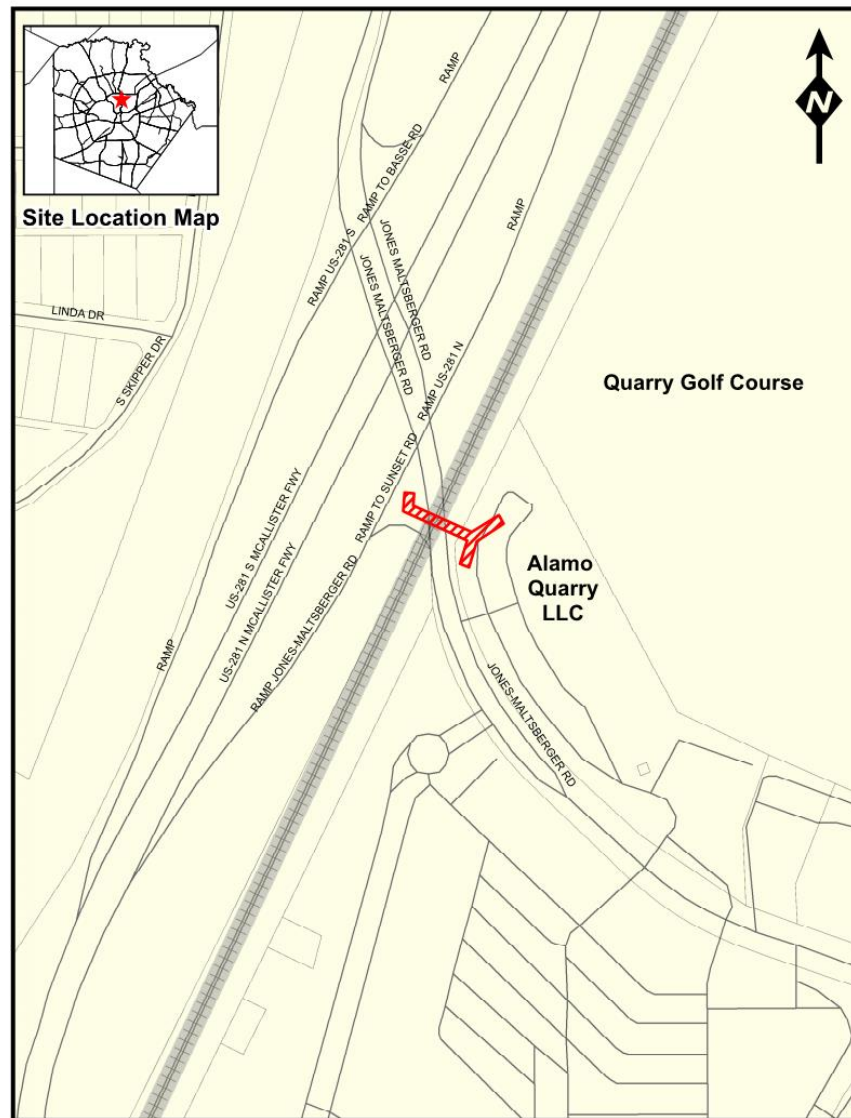 Site Location Map
N
RAMP
RAMP TO BASSE RD
RAMP US-281 S
RAMP
JONES MALTSBERGER RD
JONES MALTSBERGER RD
LINDA DR
S SKIPPER DR
RAMP US-281 N
Quarry Golf Course
RAMP TO SUNSET RD
US-281 S MCALLISTER FWY
US-281 N MCALLISTER FWY
RAMP JONES-MALTSBERGER RD
Alamo
Quarry
LLC
RAMP
JONES-MALTSBERGER RD